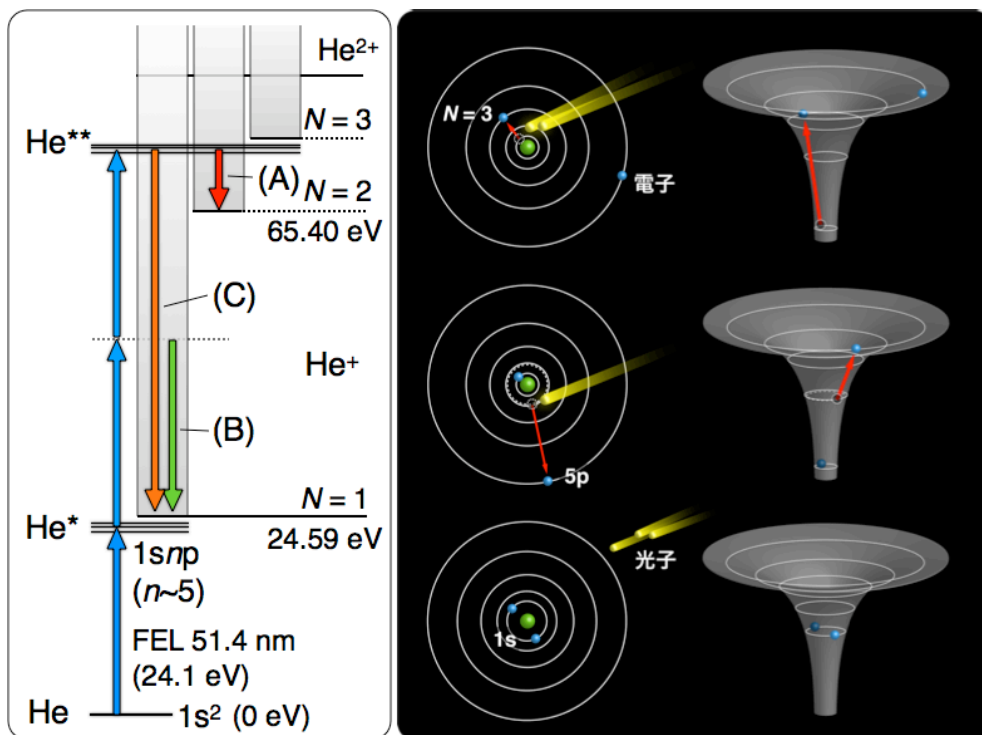 He²⁺
N = 3
He**
(A)
N = 2
65.40 eV
(C)
He⁺
(B)
N = 1
He*
24.59 eV
1snp
(n~5)
FEL 51.4 nm
(24.1 eV)
He
1s² (0 eV)
N = 3
電子
5p
光子
1s